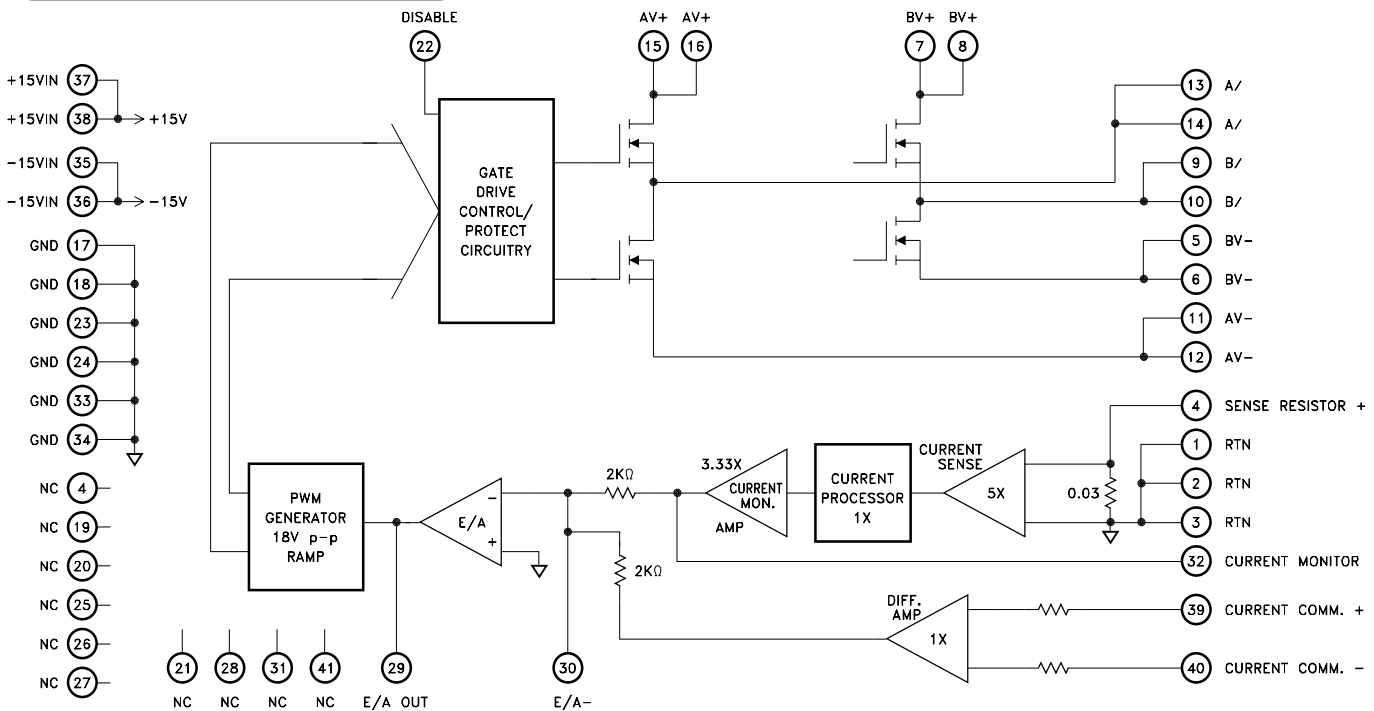 DISABLE
22
AV+ AV+
15 16
BV+ BV+
7 8
+15VIN 37
+15VIN 38 +15V
-15VIN 35
-15VIN 36 -15V
GND 17
GND 18
GND 23
GND 24
GND 33
GND 34
NC 4
NC 19
NC 20
NC 25
NC 26
NC 27
GATE
DRIVE
CONTROL/
PROTECT
CIRCUITRY
13 A/
14 A/
9 B/
10 B/
5 BV-
6 BV-
11 AV-
12 AV-
4 SENSE RESISTOR +
1 RTN
2 RTN
3 RTN
32 CURRENT MONITOR
39 CURRENT COMM. +
40 CURRENT COMM. -
PWM
GENERATOR
18V p-p
RAMP
E/A
-
+
2KΩ
2KΩ
3.33X
CURRENT
MON.
AMP
CURRENT
PROCESSOR
1X
CURRENT
SENSE
5X
0.03
DIFF.
AMP
1X
21 28 31 41 29 30
NC NC NC NC E/A OUT E/A-